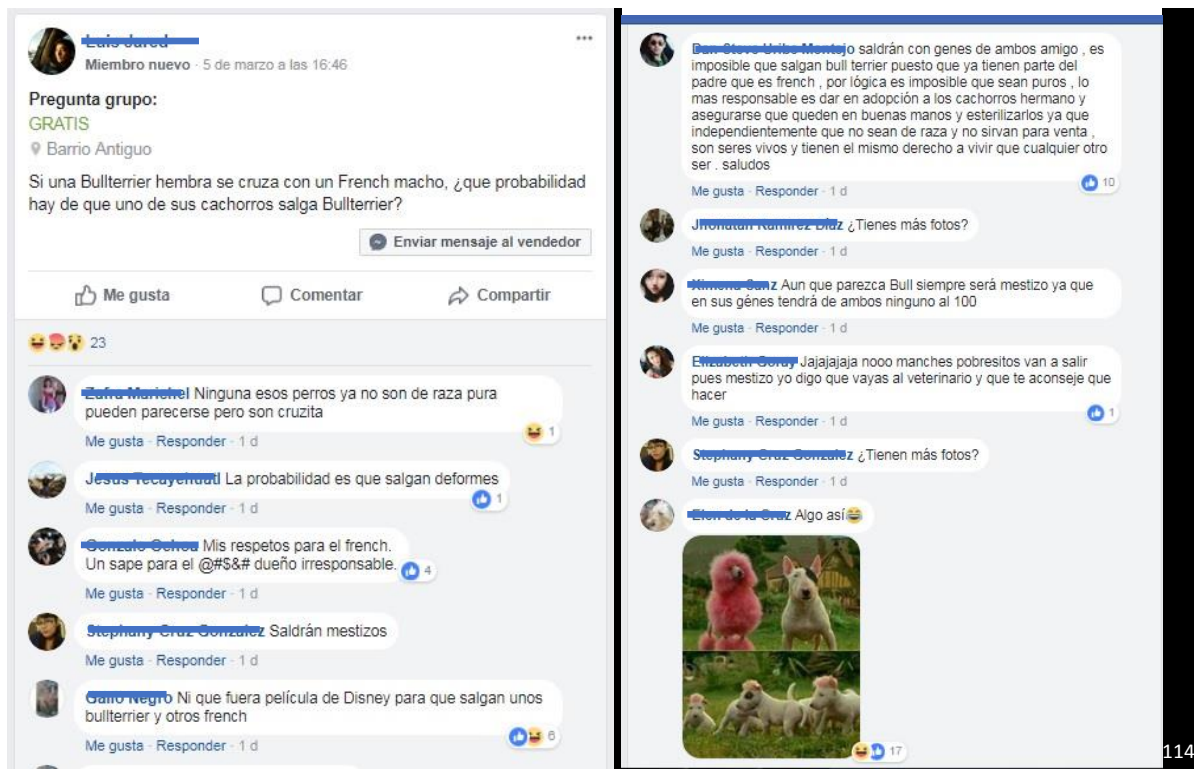 Miembro nuevo · 5 de marzo a las 16:46
Pregunta grupo:
GRATIS
Barrio Antiguo
Si una Bullterrier hembra se cruza con un French macho, ¿que probabilidad
hay de que uno de sus cachorros salga Bullterrier?
Enviar mensaje al vendedor
Me gusta
Comentar
Compartir
23
Ninguna esos perros ya no son de raza pura
pueden parecerse pero son cruzita
1
Me gusta · Responder · 1 d
La probabilidad es que salgan deformes
1
Me gusta · Responder · 1 d
Mis respetos para el french.
Un sape para el @#$&# dueño irresponsable.
4
Me gusta · Responder · 1 d
Saldrán mestizos
Me gusta · Responder · 1 d
Ni que fuera película de Disney para que salgan unos
bullterrier y otros french
6
Me gusta · Responder · 1 d
saldrán con genes de ambos amigo , es
imposible que salgan bull terrier puesto que ya tienen parte del
padre que es french , por lógica es imposible que sean puros , lo
mas responsable es dar en adopción a los cachorros hermano y
asegurarse que queden en buenas manos y esterilizarlos ya que
independientemente que no sean de raza y no sirvan para venta ,
son seres vivos y tienen el mismo derecho a vivir que cualquier otro
ser . saludos
10
Me gusta · Responder · 1 d
¿Tienes más fotos?
Me gusta · Responder · 1 d
Aun que parezca Bull siempre será mestizo ya que
en sus génes tendrá de ambos ninguno al 100
Me gusta · Responder · 1 d
Jajajajaja nooo manches pobresitos van a salir
pues mestizo yo digo que vayas al veterinario y que te aconseje que
hacer
1
Me gusta · Responder · 1 d
¿Tienen más fotos?
Me gusta · Responder · 1 d
Algo así😂
17
114